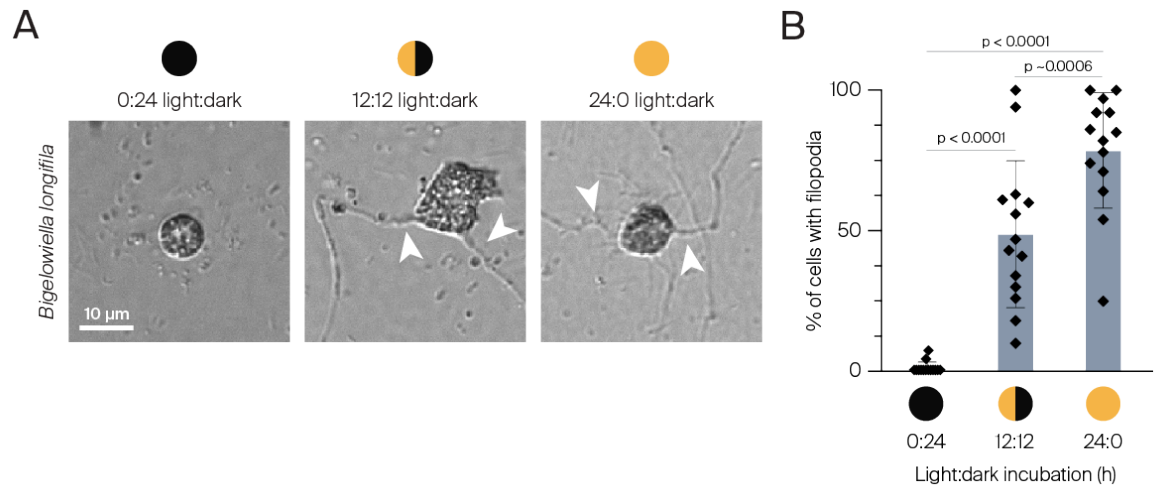 A
0:24 light:dark
12:12 light:dark
24:0 light:dark
Bigelowiella longifila
10 µm
B
p < 0.0001
p ~0.0006
p < 0.0001
100
50
0
% of cells with filopodia
0:24
12:12
24:0
Light:dark incubation (h)